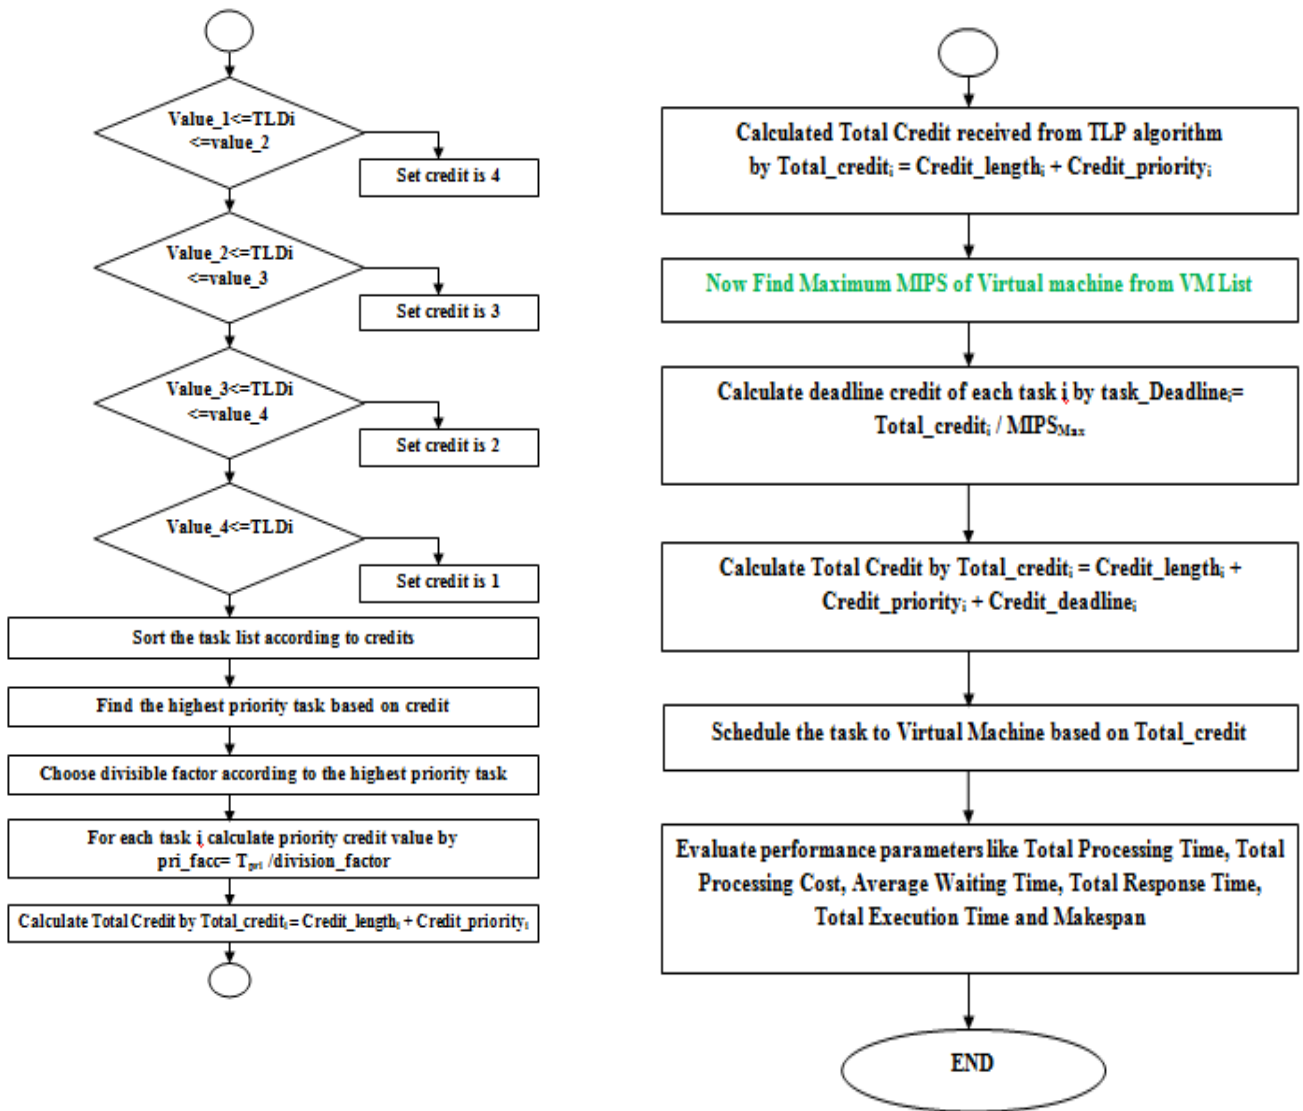 Value_1<=TLDi
<=value_2
Set credit is 4
Value_2<=TLDi
<=value_3
Set credit is 3
Value_3<=TLDi
<=value_4
Set credit is 2
Value_4<=TLDi
Set credit is 1
Sort the task list according to credits
Find the highest priority task based on credit
Choose divisible factor according to the highest priority task
For each task i calculate priority credit value by
pri_facc= Tpri /division_factor
Calculate Total Credit by Total_crediti = Credit_lengthi + Credit_priorityi
Calculated Total Credit received from TLP algorithm
by Total_crediti = Credit_lengthi + Credit_priorityi
Now Find Maximum MIPS of Virtual machine from VM List
Calculate deadline credit of each task i by task_Deadlinei=
Total_crediti / MIPSMax
Calculate Total Credit by Total_crediti = Credit_lengthi +
Credit_priorityi + Credit_deadlinei
Schedule the task to Virtual Machine based on Total_credit
Evaluate performance parameters like Total Processing Time, Total
Processing Cost, Average Waiting Time, Total Response Time,
Total Execution Time and Makespan
END